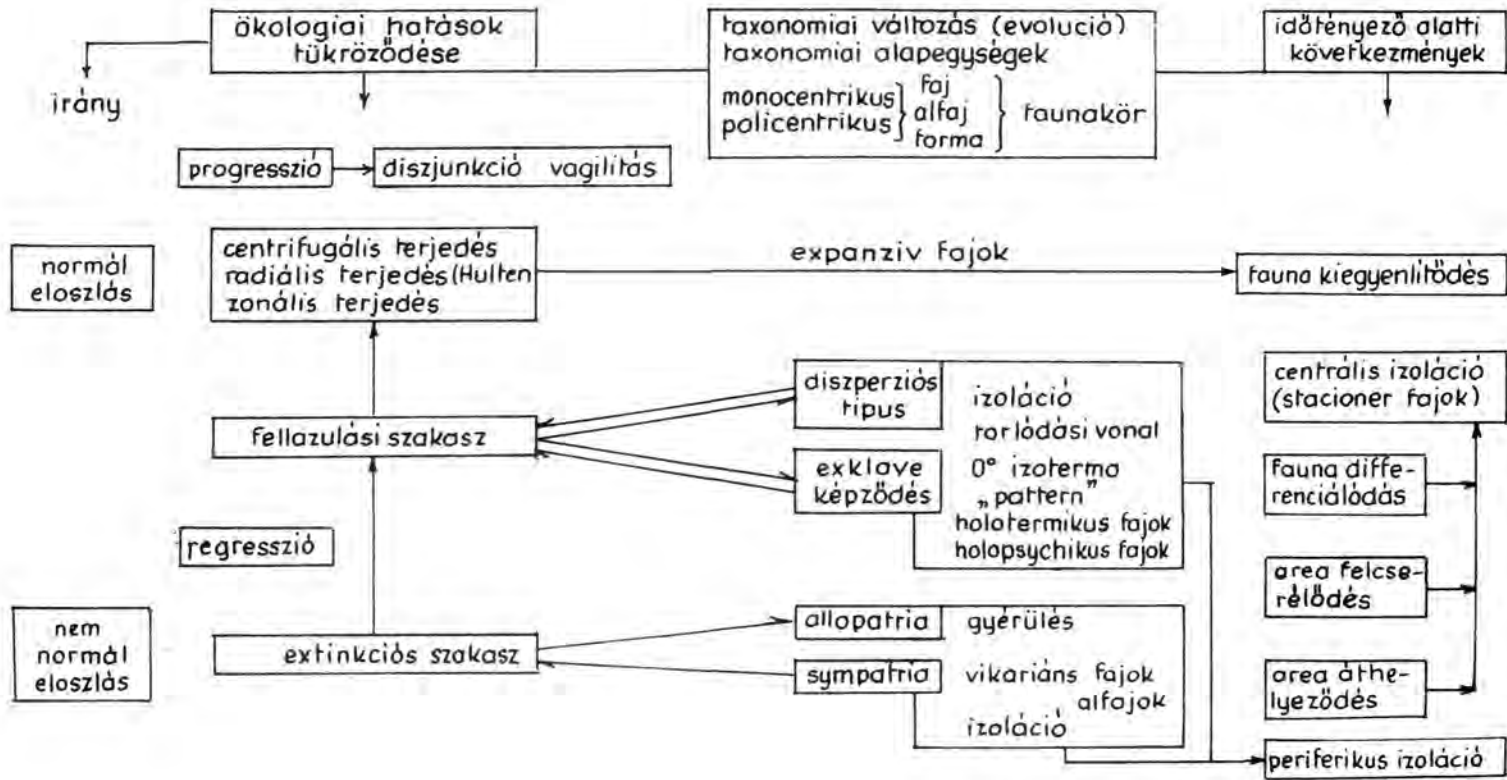 ökológiai hatások
tükröződése
taxonomiai változás (evolució)
taxonomiai alapegységek
monocentrikus
policentrikus
faj
alfaj
forma
faunakör
időtényező alatti
következmények
irány
progresszió
diszjunkció vagilitás
normál
eloszlás
centrifugális terjedés
radiális terjedés (Hulten
zonális terjedés
expanziv fajok
fauna kiegyenlítődés
fellazulási szakasz
diszperziós
tipus
exklave
képződés
izoláció
torlódási vonal
0° izoterma
„pattern”
holotermikus fajok
holopsychikus fajok
centrális izoláció
(stacioner fajok)
fauna diffe-
renciálódás
area felcse-
rélődés
area áthe-
lyeződés
regresszió
nem
normál
eloszlás
extinkciós szakasz
allopatria
sympatria
gyérülés
vikariáns fajok
alfajok
izoláció
periferikus izoláció